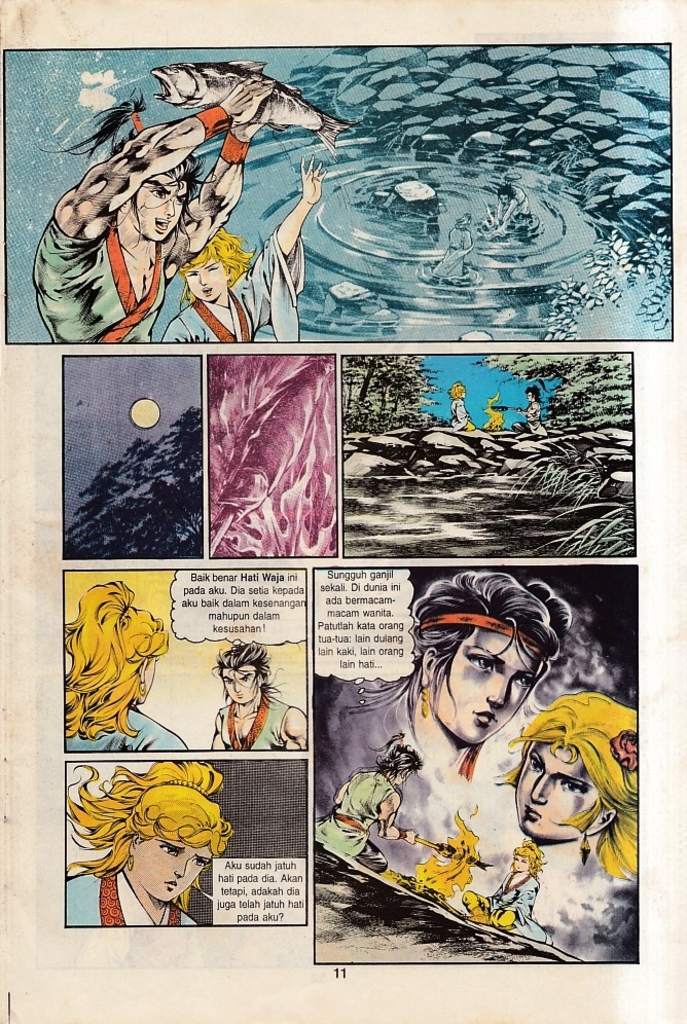 Baik benar Hati Waja ini
pada aku. Dia setia kepada
aku baik dalam kesenangan
mahupun dalam
kesusahan!
Sungguh ganjil
sekali. Di dunia ini
ada bermacam-
macam wanita.
Patutlah kata orang
tua-tua: lain dulang
lain kaki, lain orang
lain hati...
Aku sudah jatuh
hati pada dia. Akan
tetapi, adakah dia
juga telah jatuh hati
pada aku?
11